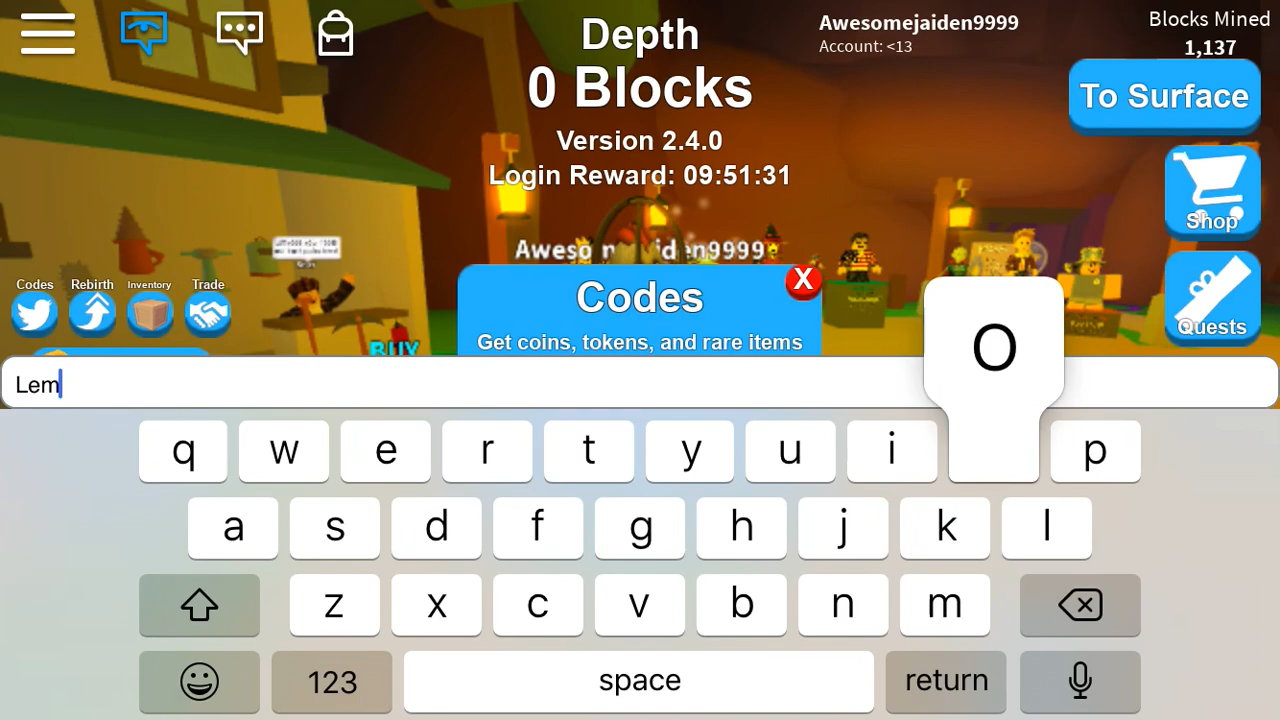 Depth
0 Blocks
Version 2.4.0
Login Reward: 09:51:31
Awesomejaiden9999
Account: <13
Blocks Mined
1,137
To Surface
Shop
Quests
Codes
Rebirth
Inventory
Trade
BUY
Codes
X
Get coins, tokens, and rare items
Lem
O
q w e r t y u i p
a s d f g h j k l
z x c v b n m
123 space return